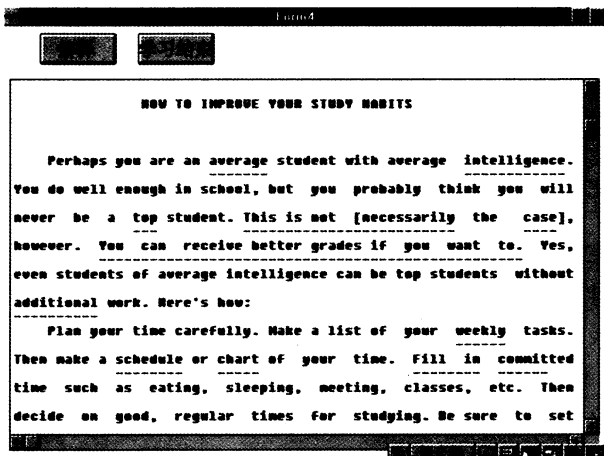 Form4
HOW TO IMPROVE YOUR STUDY HABITS
Perhaps you are an average student with average intelligence.
You do well enough in school, but you probably think you will
never be a top student. This is not [necessarily the case],
however. You can receive better grades if you want to. Yes,
even students of average intelligence can be top students without
additional work. Here's how:
Plan your time carefully. Make a list of your weekly tasks.
Then make a schedule or chart of your time. Fill in committed
time such as eating, sleeping, meeting, classes, etc. Then
decide on good, regular times for studying. Be sure to set